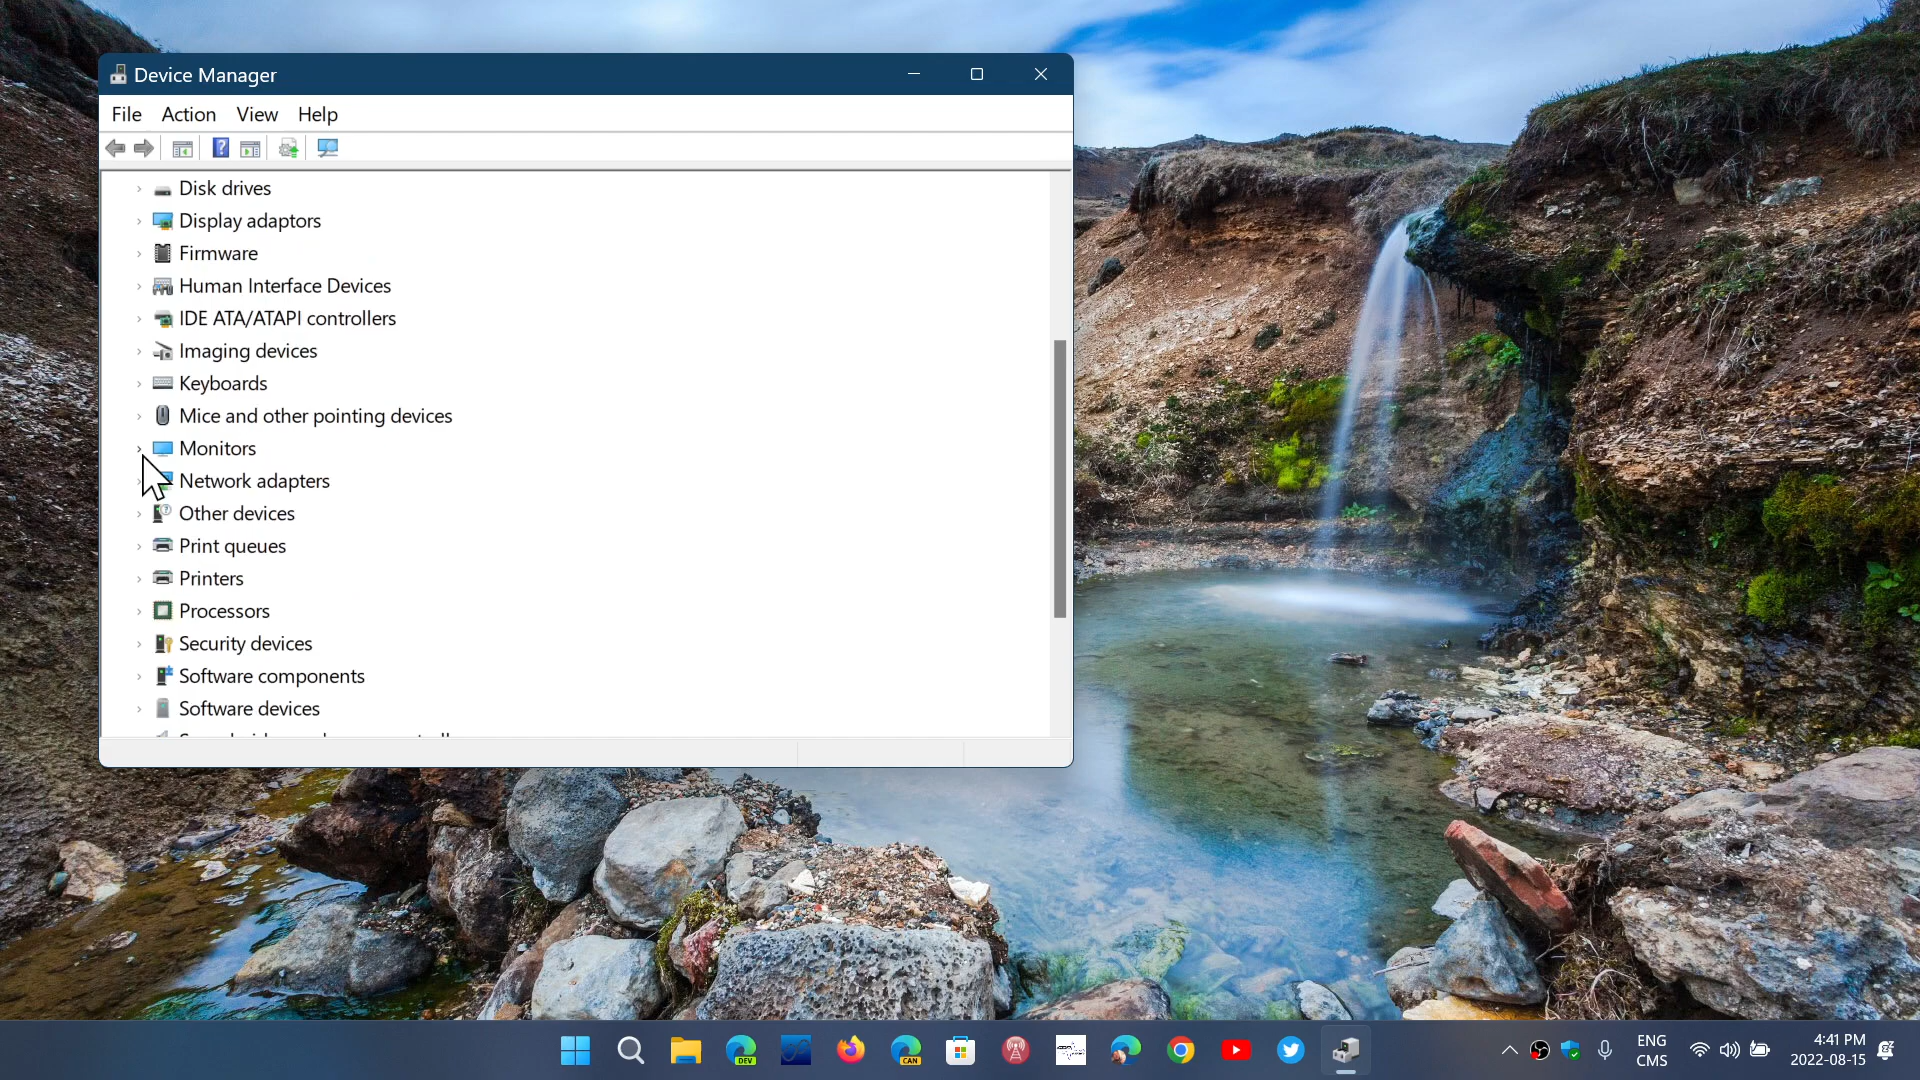 Device Manager
File Action View Help
Disk drives
Display adaptors
Firmware
Human Interface Devices
IDE ATA/ATAPI controllers
Imaging devices
Keyboards
Mice and other pointing devices
Monitors
Network adapters
Other devices
Print queues
Printers
Processors
Security devices
Software components
Software devices
DEV
CAN
ENG
CMS
4:41 PM
2022-08-15